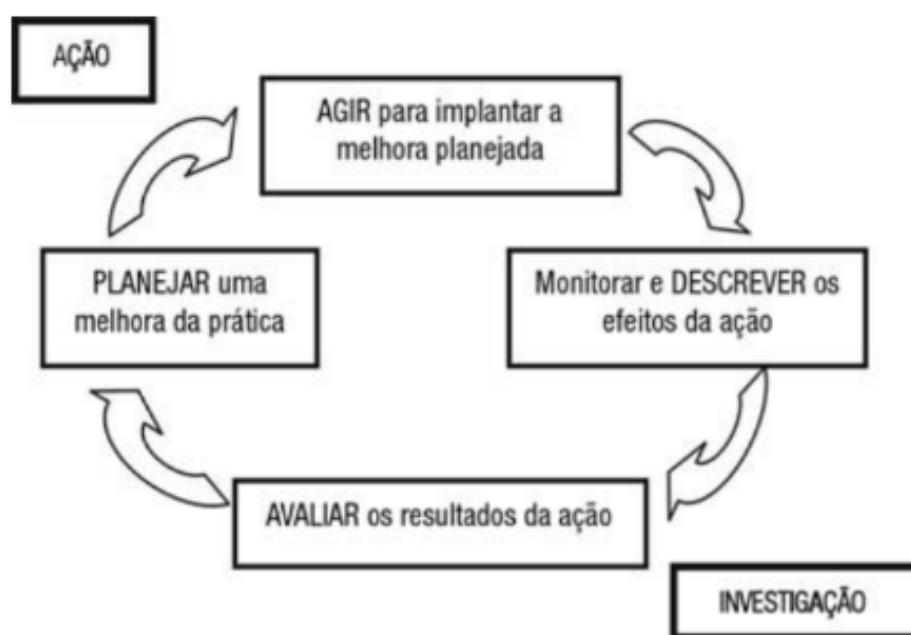 AÇÃO
AGIR para implantar a
melhora planejada
PLANEJAR uma
melhora da prática
Monitorar e DESCREVER os
efeitos da ação
AVALIAR os resultados da ação
INVESTIGAÇÃO